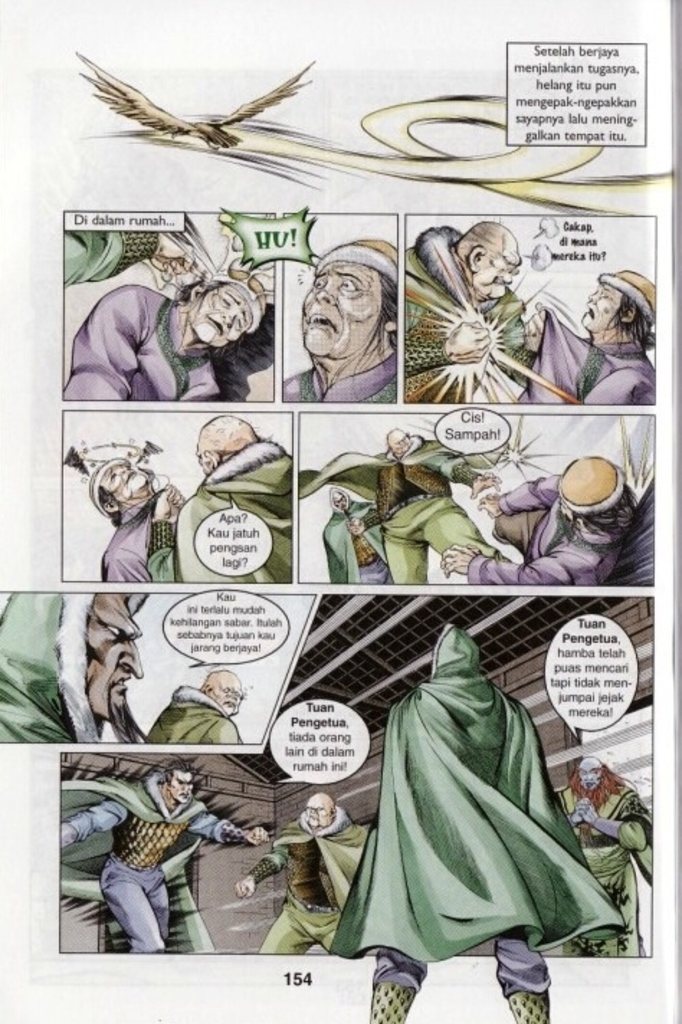 Setelah berjaya
menjalankan tugasnya,
helang itu pun
mengepak-ngepakkan
sayapnya lalu mening-
galkan tempat itu.
Di dalam rumah...
HU!
Cakap,
di mana
mereka itu?
Apa?
Kau jatuh
pengsan
lagi?
Cis!
Sampah!
Kau
ini terlalu mudah
kehilangan sabar. Itulah
sebabnya tujuan kau
jarang berjaya!
Tuan
Pengetua,
tiada orang
lain di dalam
rumah ini!
Tuan
Pengetua,
hamba telah
puas mencari
tapi tidak men-
jumpai jejak
mereka!
154